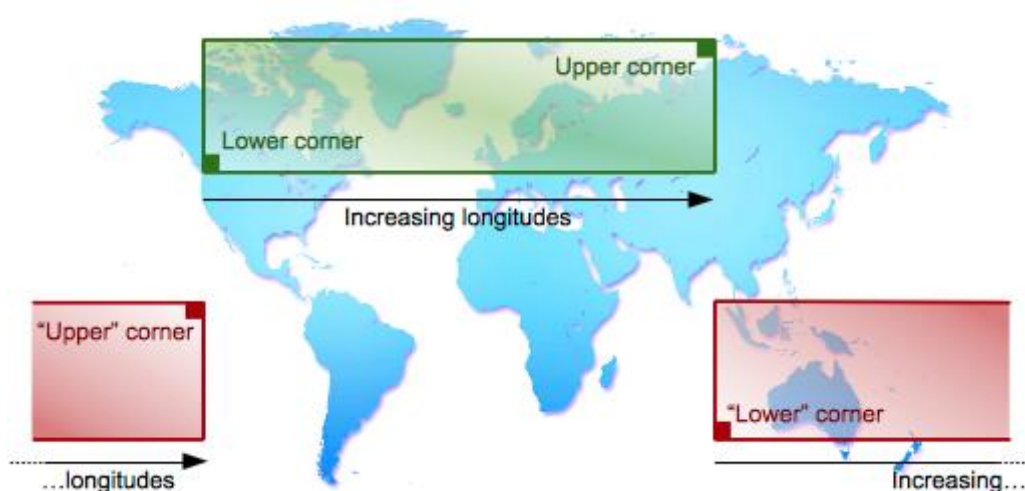 Upper corner
Lower corner
Increasing longitudes
“Upper” corner
“Lower” corner
...longitudes
Increasing...